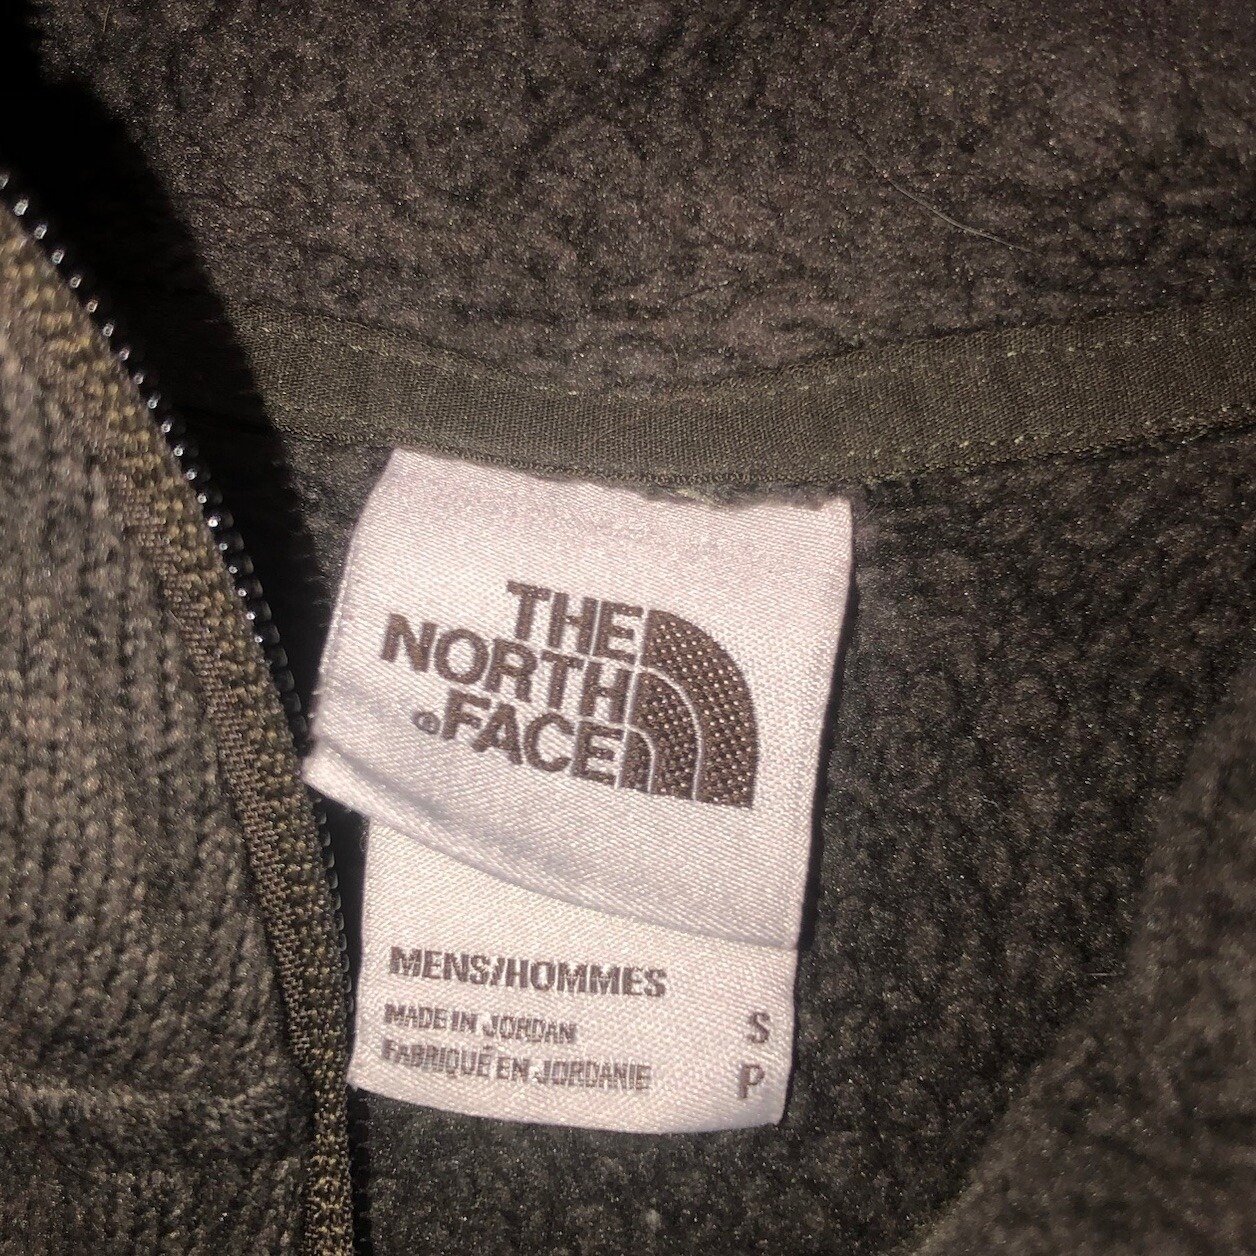 THE
NORTH
®FACE
MENS/HOMMES
MADE IN JORDAN S
FABRIQUÉ EN JORDANIE P